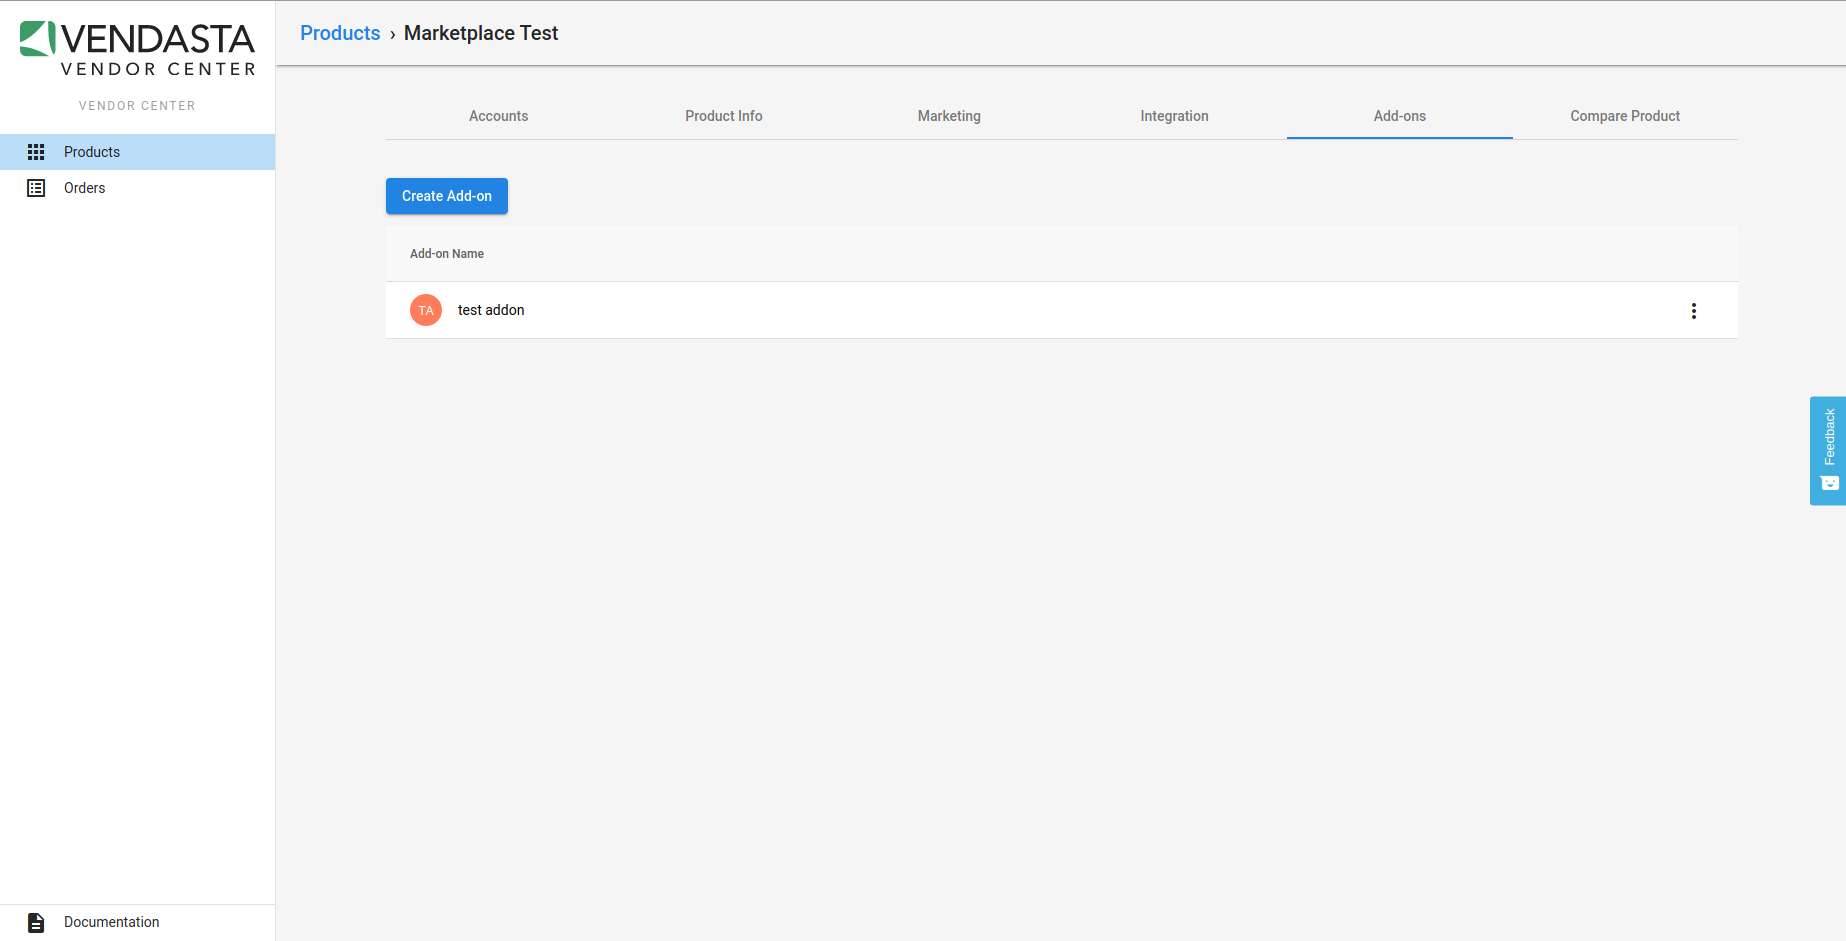 VENDASTA
VENDOR CENTER
VENDOR CENTER
Products
Orders
Documentation
Products › Marketplace Test
Accounts
Product Info
Marketing
Integration
Add-ons
Compare Product
Create Add-on
Add-on Name
TA
test addon
Feedback